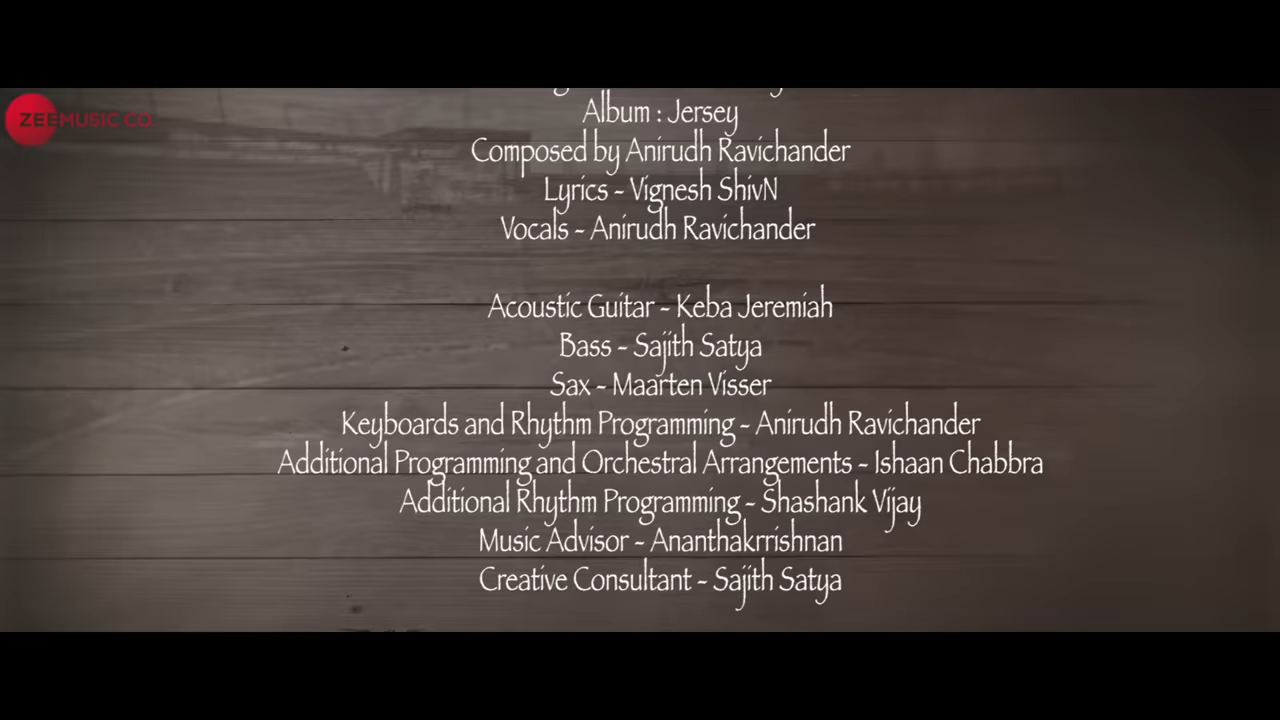 ZEE MUSIC CO.
Album : Jersey
Composed by Anirudh Ravichander
Lyrics - Vignesh ShivN
Vocals - Anirudh Ravichander
Acoustic Guitar - Keba Jeremiah
Bass - Sajith Satya
Sax - Maarten Visser
Keyboards and Rhythm Programming - Anirudh Ravichander
Additional Programming and Orchestral Arrangements - Ishaan Chabbra
Additional Rhythm Programming - Shashank Vijay
Music Advisor - Ananthakrrishnan
Creative Consultant - Sajith Satya